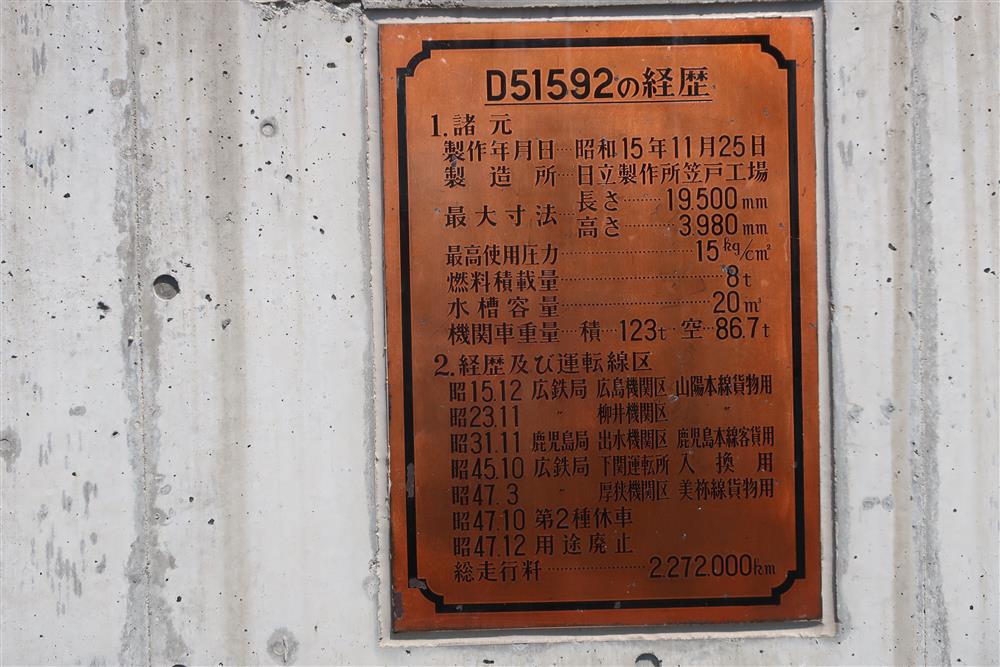 D51592の経歴
1.諸元
製作年月日…昭和15年11月25日
製造所…日立製作所笠戸工場
最大寸法…長さ………19.500mm
高さ………3.980mm
最高使用圧力………………15kg/cm²
燃料積載量………………8t
水槽容量………………20m³
機関車重量…積…123t 空…86.7t
2.経歴及び運転線区
昭15.12 広鉄局 広島機関区 山陽本線貨物用
昭23.11 〃 柳井機関区 〃
昭31.11 鹿児島局 出水機関区 鹿児島本線客貨用
昭45.10 広鉄局 下関運転所 入換用
昭47.3 〃 厚狭機関区 美祢線貨物用
昭47.10 第2種休車
昭47.12 用途廃止
総走行粁………………2.272.000km